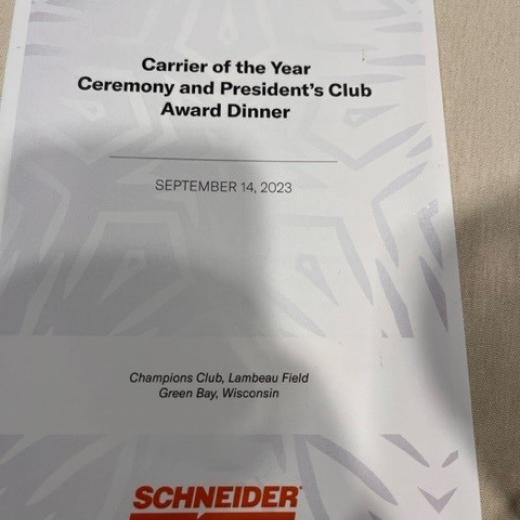 Carrier of the Year
Ceremony and President's Club
Award Dinner
SEPTEMBER 14, 2023
Champions Club, Lambeau Field
Green Bay, Wisconsin
SCHNEIDER